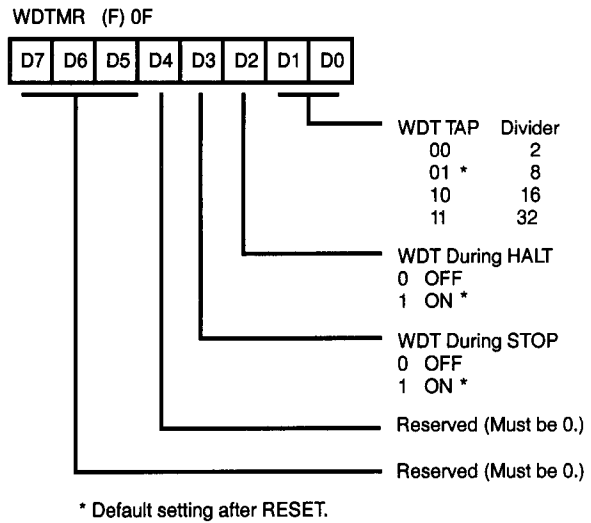 WDTMR (F) 0F
D7 D6 D5 D4 D3 D2 D1 D0
WDT TAP Divider
00 2
01 * 8
10 16
11 32
WDT During HALT
0 OFF
1 ON *
WDT During STOP
0 OFF
1 ON *
Reserved (Must be 0.)
Reserved (Must be 0.)
* Default setting after RESET.